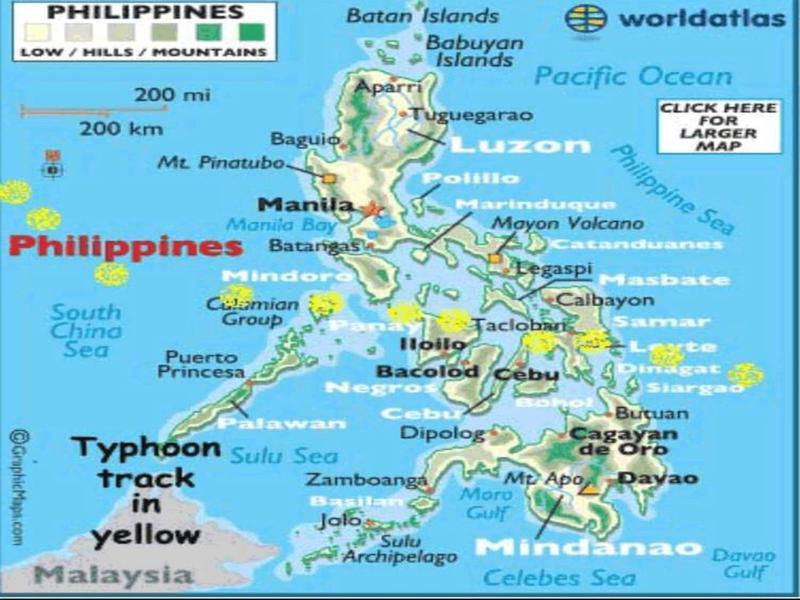 PHILIPPINES
LOW / HILLS / MOUNTAINS
200 mi
200 km
Batan Islands
Babuyan
Islands
worldatlas
Pacific Ocean
CLICK HERE
FOR
LARGER
MAP
Aparri
Tuguegarao
Baguio
Luzon
Mt. Pinatubo
Philippine Sea
Polillo
Manila
Marinduque
Manila Bay
Mayon Volcano
Philippines
Batangas
Catanduanes
Legaspi
Mindoro
Masbate
Calbayon
Calamian
Group
South
China
Sea
Panay
Tacloban
Samar
Iloilo
Leyte
Puerto
Princesa
Bacolod
Cebu
Dinagat
Negros
Siargao
Bohol
Cebu
Butuan
Palawan
Dipolog
Cagayan
de Oro
Typhoon
track
in
yellow
Sulu Sea
Zamboanga
Mt. Apo
Davao
Basilan
Moro
Gulf
Jolo
Sulu
Archipelago
Mindanao
Davao
Gulf
Malaysia
Celebes Sea
©GraphicMaps.com